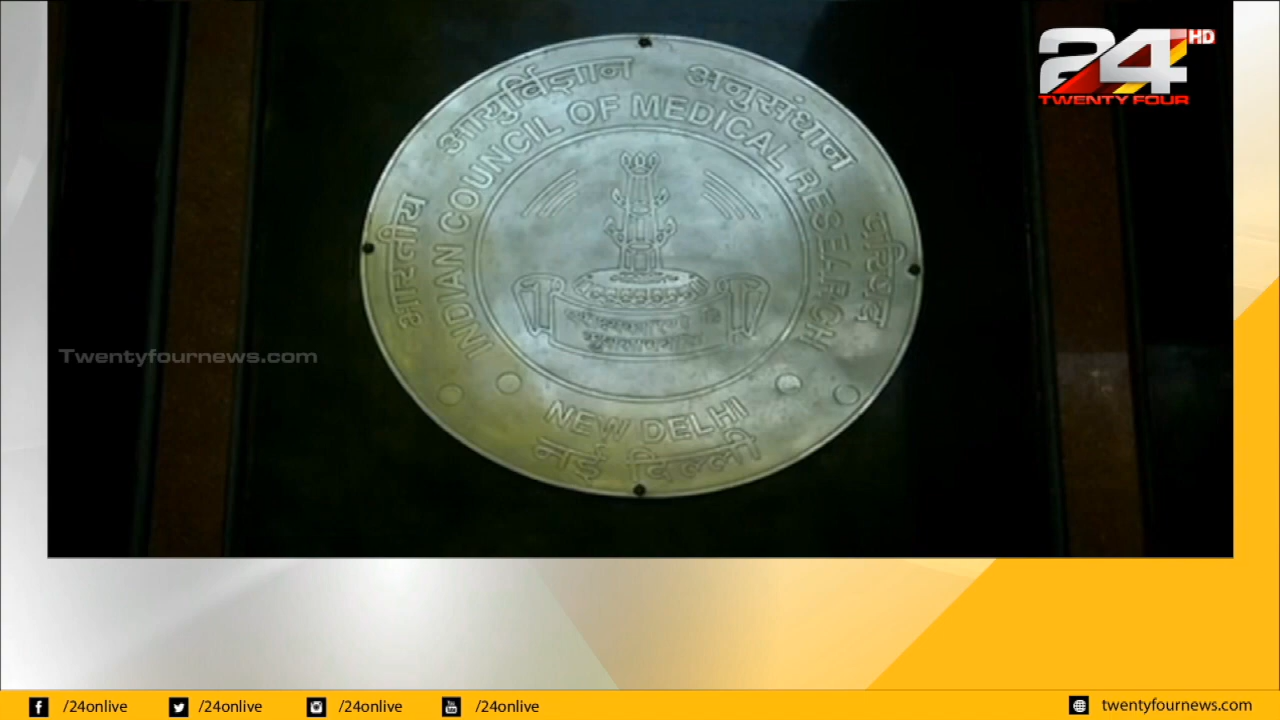 24 HD
TWENTY FOUR
भारतीय आयुर्विज्ञान अनुसंधान परिषद
INDIAN COUNCIL OF MEDICAL RESEARCH
NEW DELHI
नई दिल्ली
Twentyfournews.com
/24onlive /24onlive /24onlive /24onlive twentyfournews.com